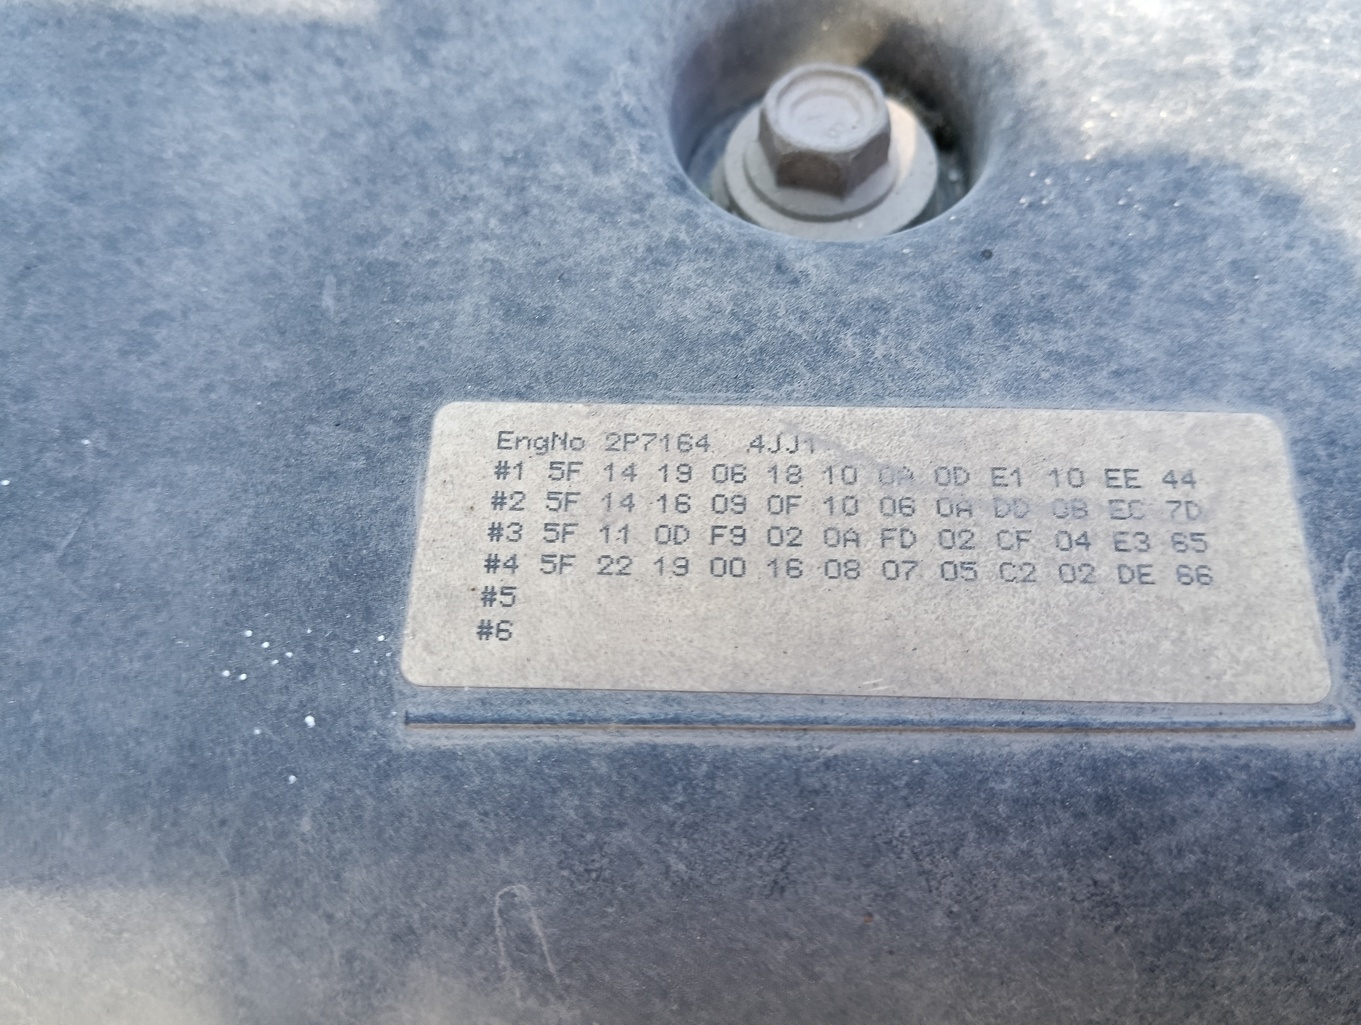 EngNo 2P7164 4JJ1
#1 5F 14 19 06 18 10 0A 0D E1 10 EE 44
#2 5F 14 16 09 0F 10 06 0A DD 0B EC 7D
#3 5F 11 0D F9 02 0A FD 02 CF 04 E3 65
#4 5F 22 19 00 16 08 07 05 C2 02 DE 66
#5
#6